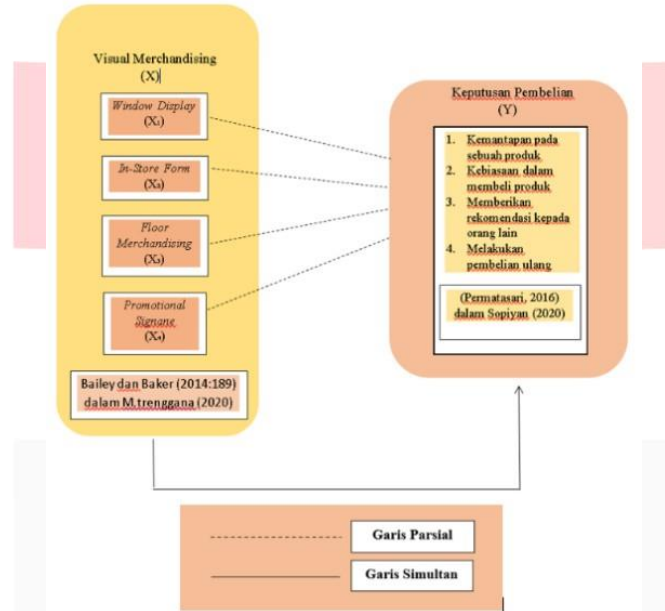 Visual Merchandising
(X)
Window Display
(X₁)
In-Store Form
(X₂)
Floor
Merchandising
(X₃)
Promotional
Signane
(X₄)
Bailey dan Baker (2014:189)
dalam M.trenggana (2020)
Keputusan Pembelian
(Y)
1. Kemantapan pada
sebuah produk
2. Kebiasaan dalam
membeli produk
3. Memberikan
rekomendasi kepada
orang lain
4. Melakukan
pembelian ulang
(Permatasari, 2016)
dalam Sopiyan (2020)
Garis Parsial
Garis Simultan